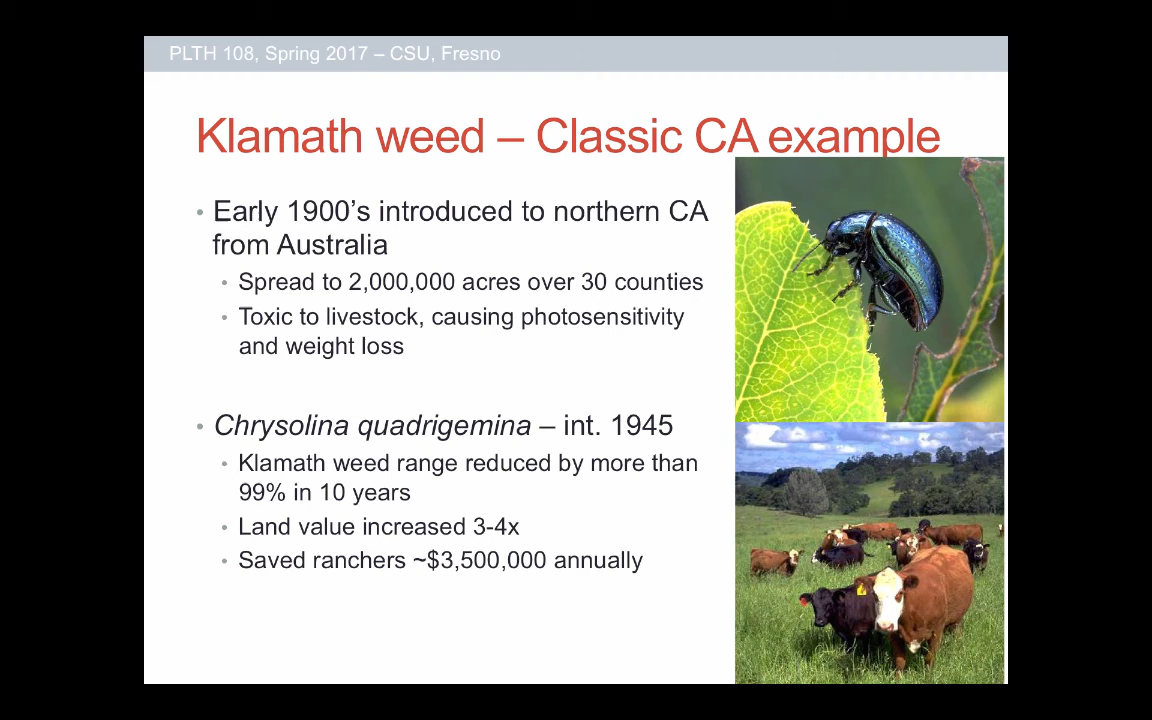 PLTH 108, Spring 2017 – CSU, Fresno
Klamath weed – Classic CA example
• Early 1900’s introduced to northern CA
from Australia
• Spread to 2,000,000 acres over 30 counties
• Toxic to livestock, causing photosensitivity
and weight loss
• Chrysolina quadrigemina – int. 1945
• Klamath weed range reduced by more than
99% in 10 years
• Land value increased 3-4x
• Saved ranchers ~$3,500,000 annually